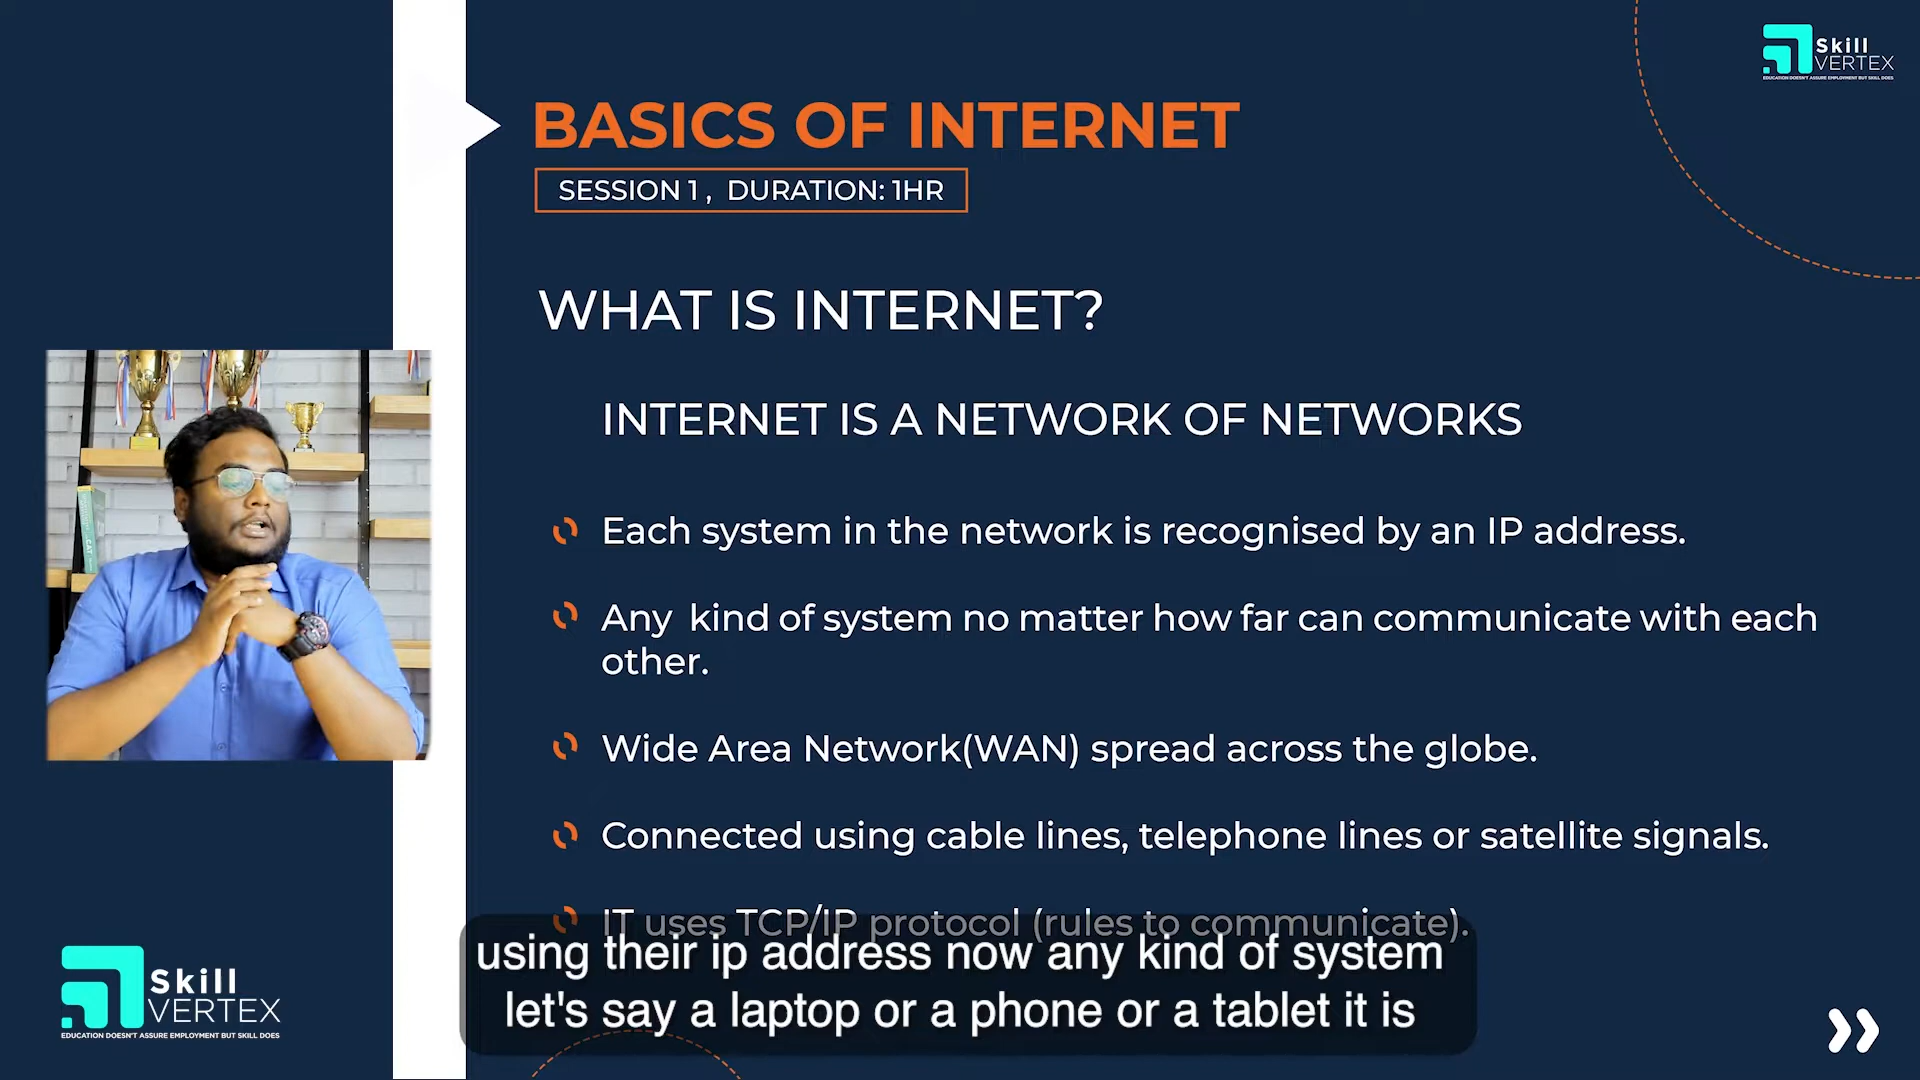 Skill
VERTEX
EDUCATION DOESN'T ASSURE EMPLOYMENT BUT SKILL DOES
BASICS OF INTERNET
SESSION 1 , DURATION: 1HR
WHAT IS INTERNET?
INTERNET IS A NETWORK OF NETWORKS
Each system in the network is recognised by an IP address.
Any kind of system no matter how far can communicate with each
other.
Wide Area Network(WAN) spread across the globe.
Connected using cable lines, telephone lines or satellite signals.
IT uses TCP/IP protocol (rules to communicate).
using their ip address now any kind of system
let's say a laptop or a phone or a tablet it is
Skill
VERTEX
EDUCATION DOESN'T ASSURE EMPLOYMENT BUT SKILL DOES
CAT